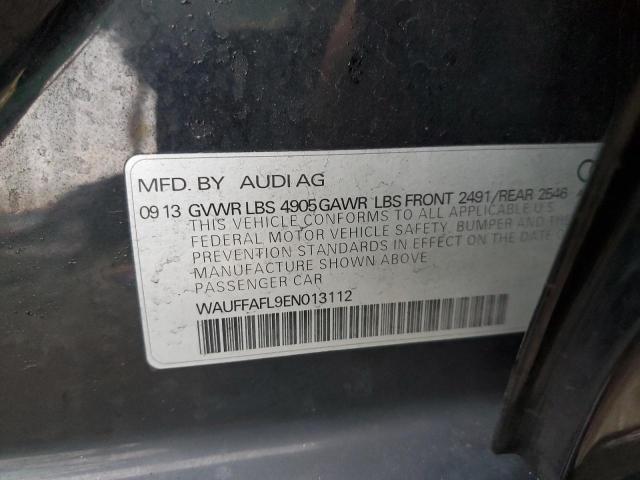 MFD. BY AUDI AG
09 13 GVWR LBS 4905 GAWR LBS FRONT 2491/REAR 2546
THIS VEHICLE CONFORMS TO ALL APPLICABLE U.S.
FEDERAL MOTOR VEHICLE SAFETY, BUMPER AND THE
PREVENTION STANDARDS IN EFFECT ON THE DATE
MANUFACTURE SHOWN ABOVE.
PASSENGER CAR
WAUFFAFL9EN013112